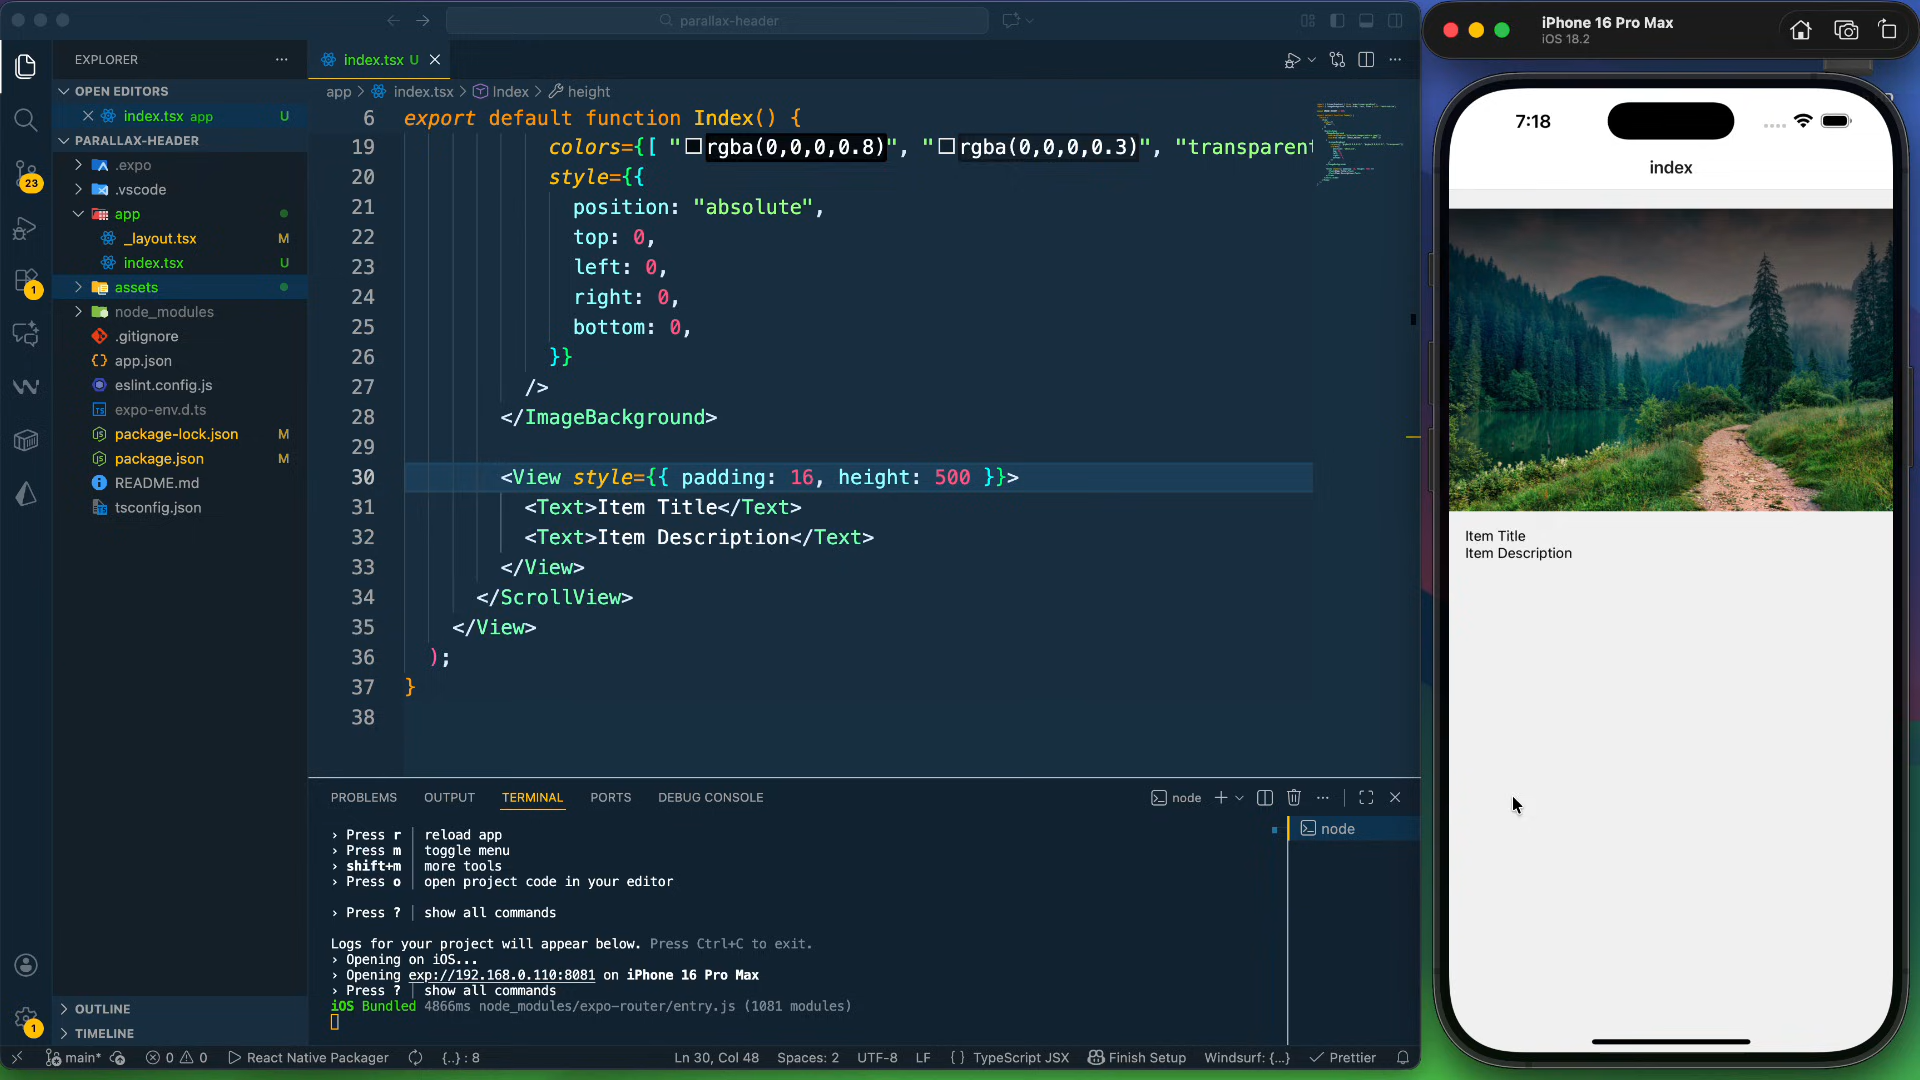 parallax-header
EXPLORER
OPEN EDITORS
index.tsx app U
PARALLAX-HEADER
.expo
.vscode
app
_layout.tsx M
index.tsx U
assets
node_modules
.gitignore
app.json
eslint.config.js
expo-env.d.ts
package-lock.json M
package.json M
README.md
tsconfig.json
OUTLINE
TIMELINE
23
1
1
index.tsx U
app > index.tsx > Index > height
6 export default function Index() {
19 colors={[ "rgba(0,0,0,0.8)", "rgba(0,0,0,0.3)", "transparent
20 style={{
21 position: "absolute",
22 top: 0,
23 left: 0,
24 right: 0,
25 bottom: 0,
26 }}
27 />
28 </ImageBackground>
29
30 <View style={{ padding: 16, height: 500 }}>
31 <Text>Item Title</Text>
32 <Text>Item Description</Text>
33 </View>
34 </ScrollView>
35 </View>
36 );
37 }
38
PROBLEMS OUTPUT TERMINAL PORTS DEBUG CONSOLE
node
node
› Press r │ reload app
› Press m │ toggle menu
› shift+m │ more tools
› Press o │ open project code in your editor
› Press ? │ show all commands
Logs for your project will appear below. Press Ctrl+C to exit.
› Opening on iOS...
› Opening exp://192.168.0.110:8081 on iPhone 16 Pro Max
› Press ? │ show all commands
iOS Bundled 4866ms node_modules/expo-router/entry.js (1081 modules)
main* 0 0 React Native Packager {..} : 8 Ln 30, Col 48 Spaces: 2 UTF-8 LF { } TypeScript JSX Finish Setup Windsurf: {...} Prettier
iPhone 16 Pro Max
iOS 18.2
7:18
index
Item Title
Item Description